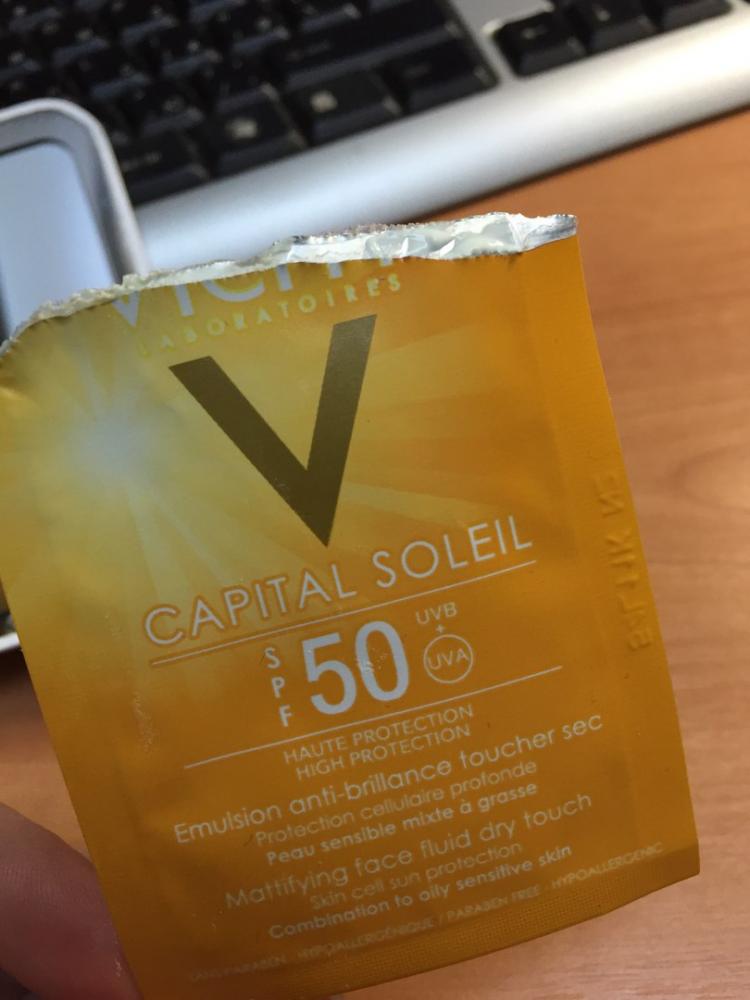 VICHY
LABORATOIRES
V
CAPITAL SOLEIL
SPF 50 UVB
+
UVA
HAUTE PROTECTION
HIGH PROTECTION
Emulsion anti-brillance toucher sec
Protection cellulaire profonde
Peau sensible mixte à grasse
Mattifying face fluid dry touch
Skin cell sun protection
Combination to oily sensitive skin
SANS PARABEN · HYPOALLERGÉNIQUE / PARABEN FREE · HYPOALLERGENIC